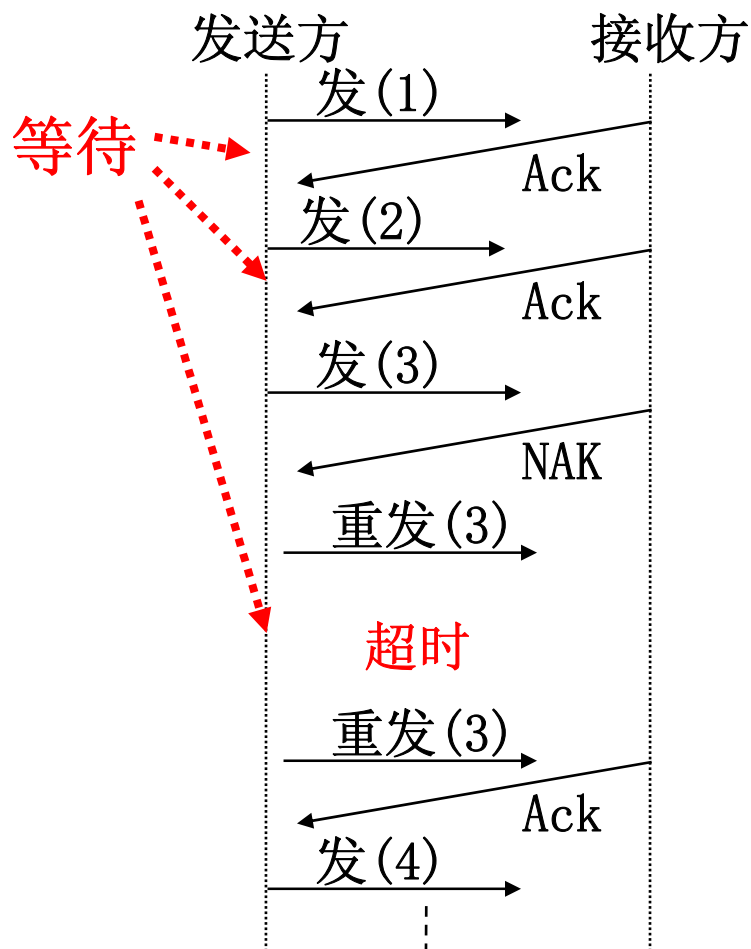 发送方 接收方
发(1)
等待
Ack
发(2)
Ack
发(3)
NAK
重发(3)
超时
重发(3)
Ack
发(4)